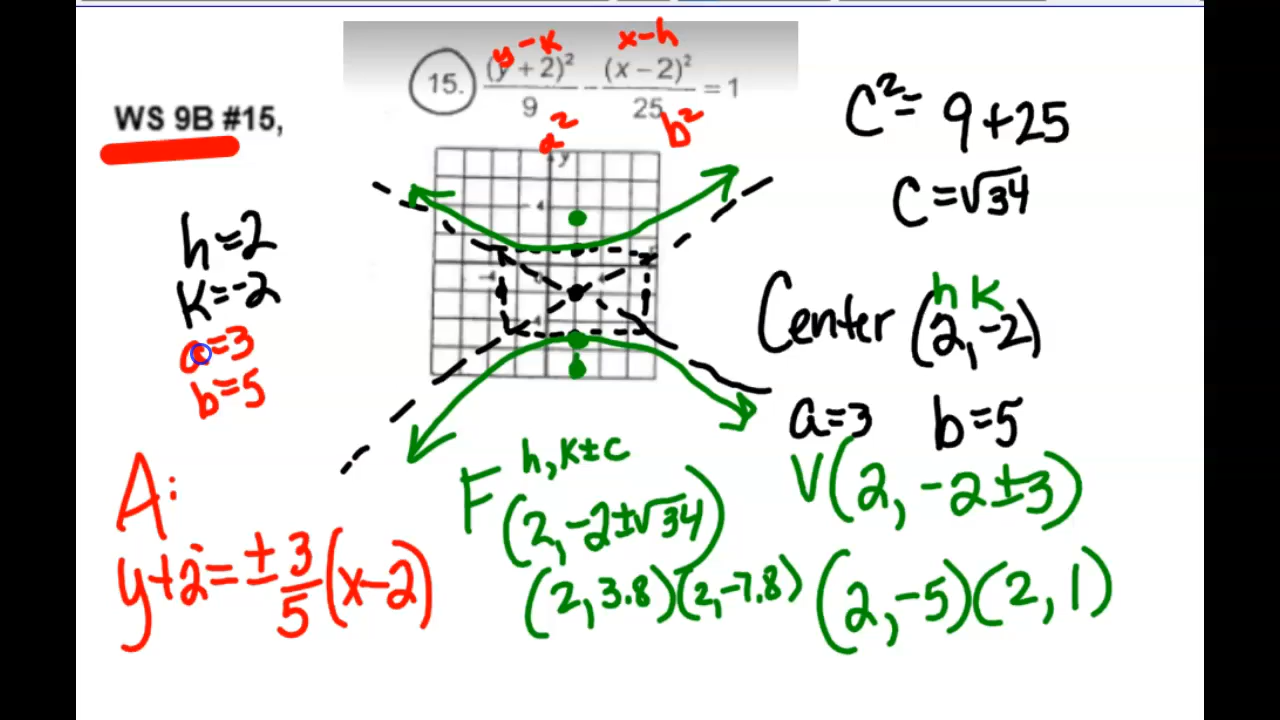 y-k x-h
15. (y + 2)² / 9 - (x - 2)² / 25 = 1
a² b²
WS 9B #15,
C² = 9+25
C = √34
y
4
-4 0 4
-4
h=2
k=-2
a=3
b=5
h k
Center (2, -2)
a=3 b=5
V(2, -2±3)
(2, -5)(2, 1)
h, k±c
F (2, -2±√34)
(2, 3.8)(2, -7.8)
A:
y+2 = ± 3/5 (x-2)